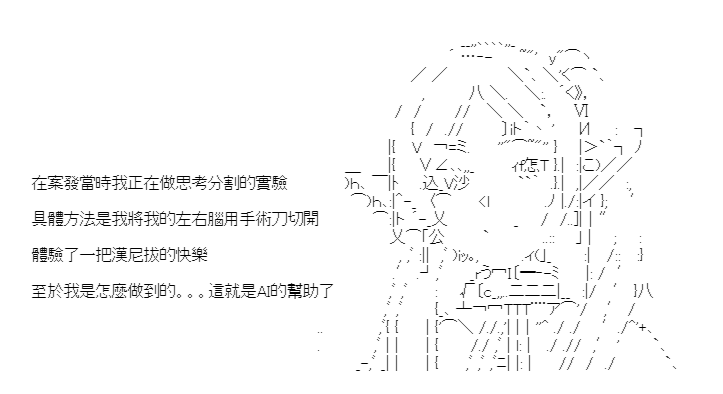 在案發當時我正在做思考分割的實驗
具體方法是我將我的左右腦用手術刀切開
體驗了一把漢尼拔的快樂
至於我是怎麼做到的。。。這就是AI的幫助了